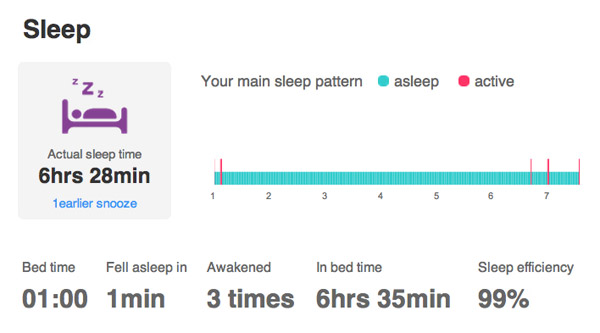 Sleep
z z z
Your main sleep pattern asleep active
Actual sleep time
6hrs 28min
1earlier snooze
1 2 3 4 5 6 7
Bed time Fell asleep in Awakened In bed time Sleep efficiency
01:00 1min 3 times 6hrs 35min 99%